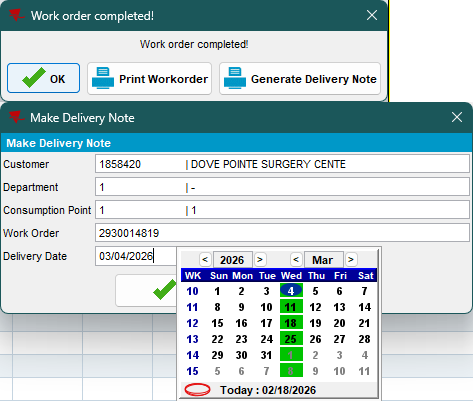 Work order completed!
Work order completed!
OK
Print Workorder
Generate Delivery Note
Make Delivery Note
Make Delivery Note
Customer 1858420 | DOVE POINTE SURGERY CENTE
Department 1 | -
Consumption Point 1 | 1
Work Order 2930014819
Delivery Date 03/04/2026
< 2026 > < Mar >
WK Sun Mon Tue Wed Thu Fri Sat
10 1 2 3 4 5 6 7
11 8 9 10 11 12 13 14
12 15 16 17 18 19 20 21
13 22 23 24 25 26 27 28
14 29 30 31 1 2 3 4
15 5 6 7 8 9 10 11
Today : 02/18/2026